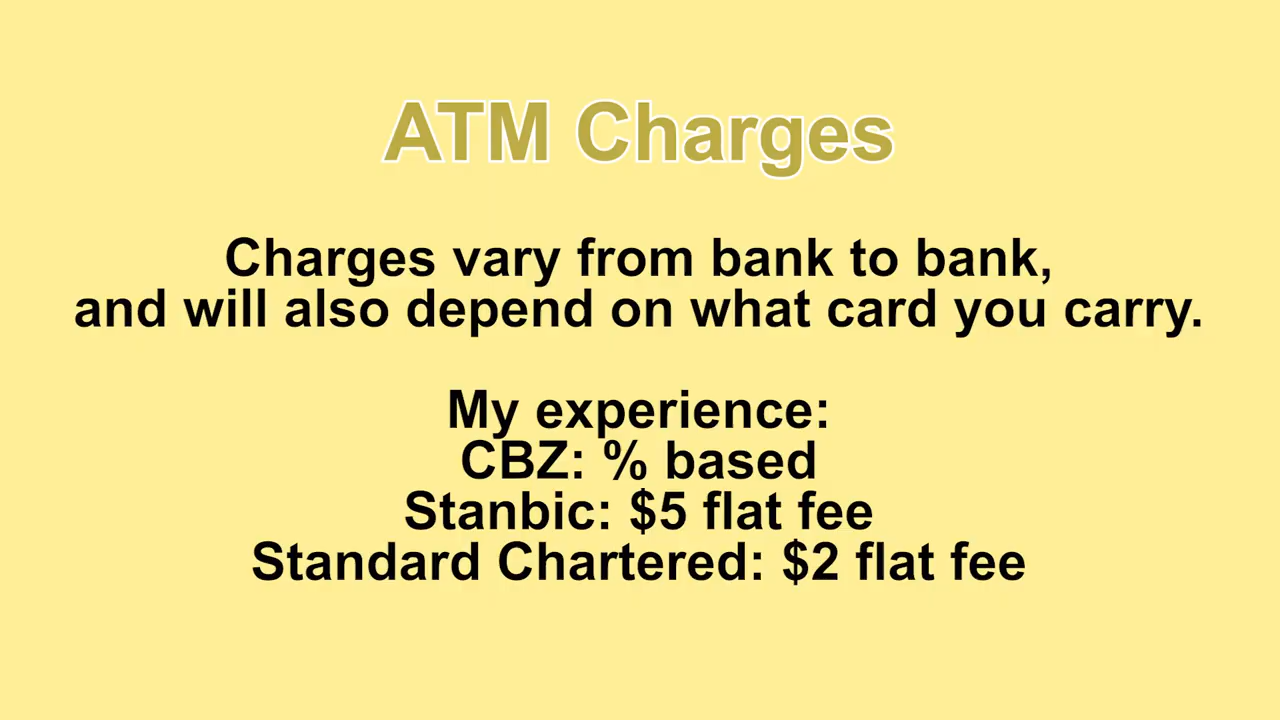 ATM Charges
Charges vary from bank to bank,
and will also depend on what card you carry.
My experience:
CBZ: % based
Stanbic: $5 flat fee
Standard Chartered: $2 flat fee